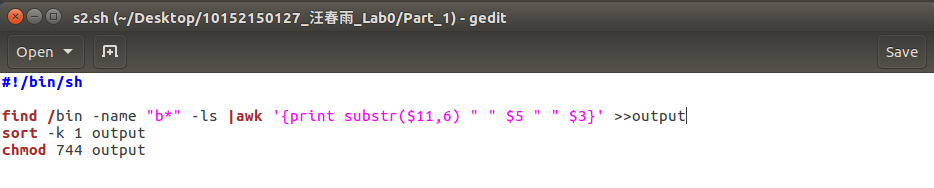 s2.sh (~/Desktop/10152150127_汪春雨_Lab0/Part_1) - gedit
Open Save
#!/bin/sh
find /bin -name "b*" -ls |awk '{print substr($11,6) " " $5 " " $3}' >>output
sort -k 1 output
chmod 744 output